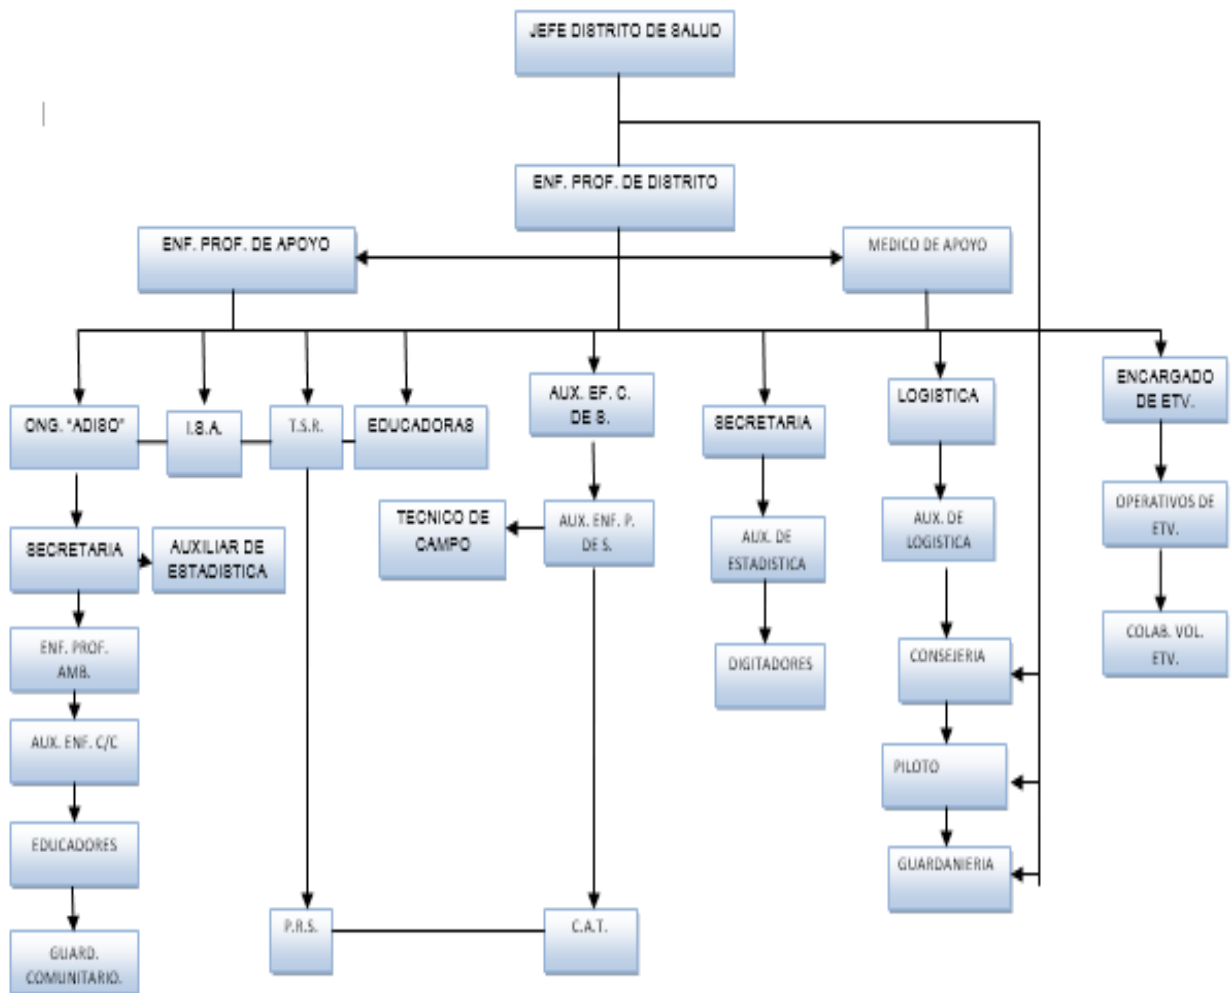 JEFE DISTRITO DE SALUD
ENF. PROF. DE DISTRITO
ENF. PROF. DE APOYO
MEDICO DE APOYO
ONG. "ADISO"
I.S.A.
T.S.R.
EDUCADORAS
AUX. EF. C.
DE S.
SECRETARIA
LOGISTICA
ENCARGADO
DE ETV.
SECRETARIA
AUXILIAR DE
ESTADISTICA
TECNICO DE
CAMPO
AUX. ENF. P.
DE S.
AUX. DE
ESTADISTICA
AUX. DE
LOGISTICA
OPERATIVOS DE
ETV.
ENF. PROF.
AMB.
DIGITADORES
CONSEJERIA
COLAB. VOL.
ETV.
AUX. ENF. C/C
PILOTO
EDUCADORES
GUARDANIERIA
P.R.S.
C.A.T.
GUARD.
COMUNITARIO.